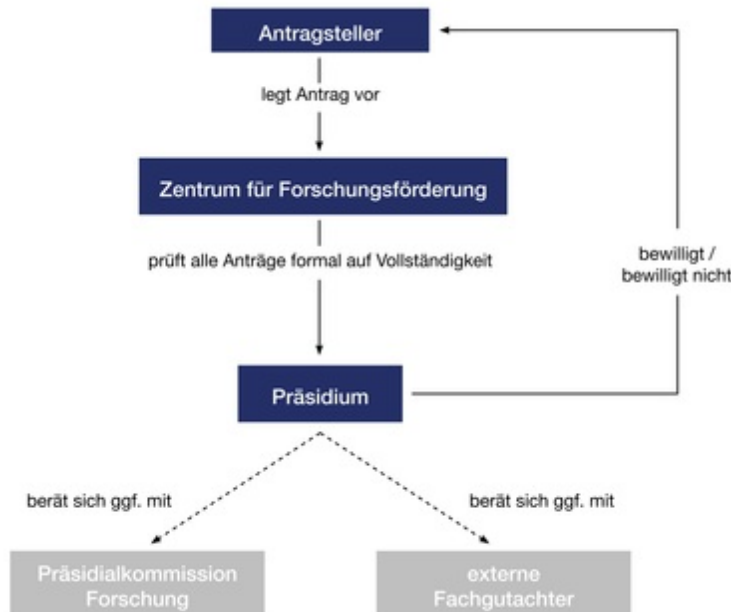 Antragsteller
legt Antrag vor
Zentrum für Forschungsförderung
prüft alle Anträge formal auf Vollständigkeit
bewilligt /
bewilligt nicht
Präsidium
berät sich ggf. mit
berät sich ggf. mit
Präsidialkommission
Forschung
externe
Fachgutachter